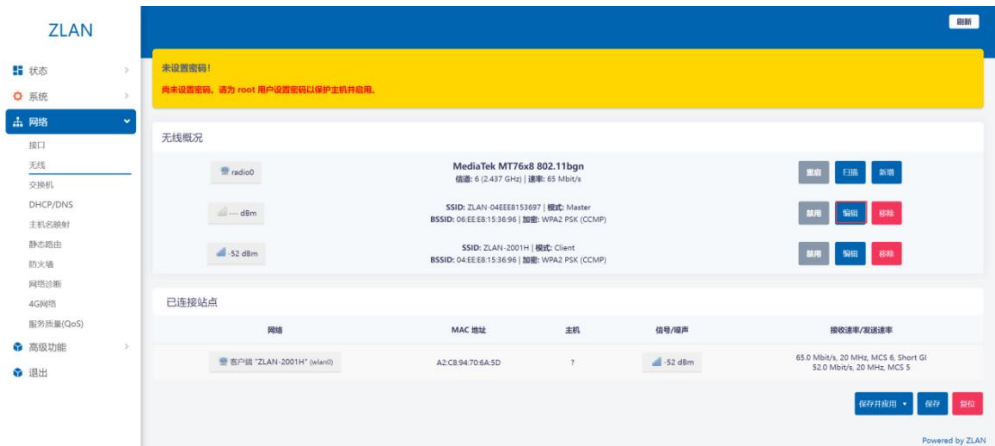 ZLAN
刷新
状态
系统
网络
接口
无线
交换机
DHCP/DNS
主机名映射
静态路由
防火墙
网络诊断
4G网络
服务质量(QoS)
高级功能
退出
未设置密码!
尚未设置密码。请为 root 用户设置密码以保护主机并启用。
无线概况
radio0
MediaTek MT76x8 802.11bgn
信道: 6 (2.437 GHz) | 速率: 65 Mbit/s
重启 扫描 新增
--- dBm
SSID: ZLAN-04EEE8153697 | 模式: Master
BSSID: 06:EE:E8:15:36:96 | 加密: WPA2 PSK (CCMP)
禁用 编辑 移除
-52 dBm
SSID: ZLAN-2001H | 模式: Client
BSSID: 04:EE:E8:15:36:96 | 加密: WPA2 PSK (CCMP)
禁用 编辑 移除
已连接站点
网络 MAC 地址 主机 信号/噪声 接收速率/发送速率
客户端 "ZLAN-2001H" (wlan0) A2:C8:94:70:6A:5D ? -52 dBm 65.0 Mbit/s, 20 MHz, MCS 6, Short GI
52.0 Mbit/s, 20 MHz, MCS 5
保存并应用 保存 复位
Powered by ZLAN